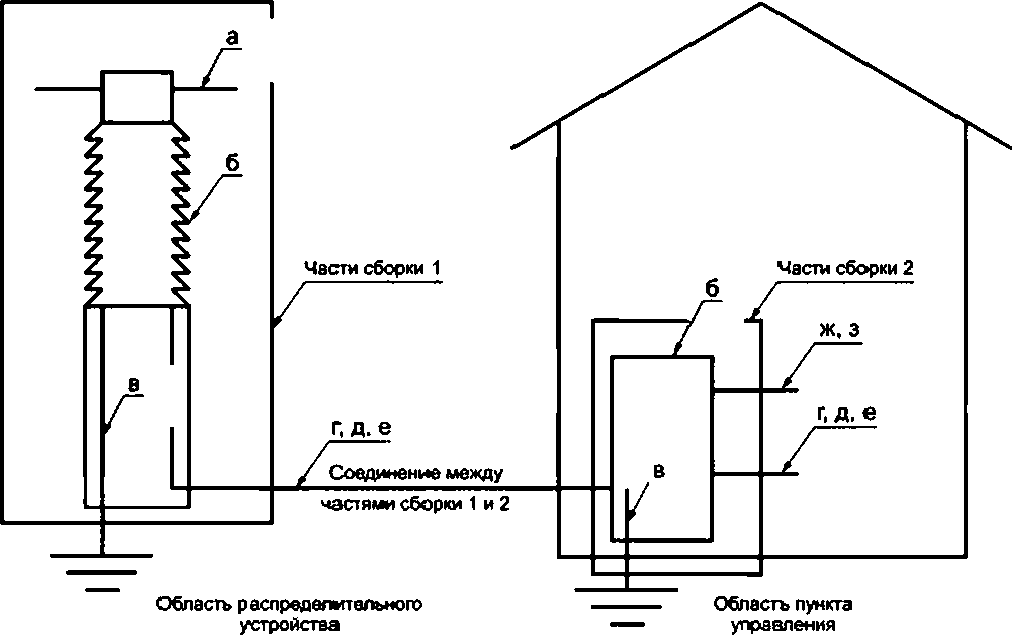 а
б
Части сборки 1
в
г, д, е
Соединение между
частями сборки 1 и 2
Части сборки 2
б
ж, з
г, д, е
в
Область распределительного
устройства
Область пункта
управления